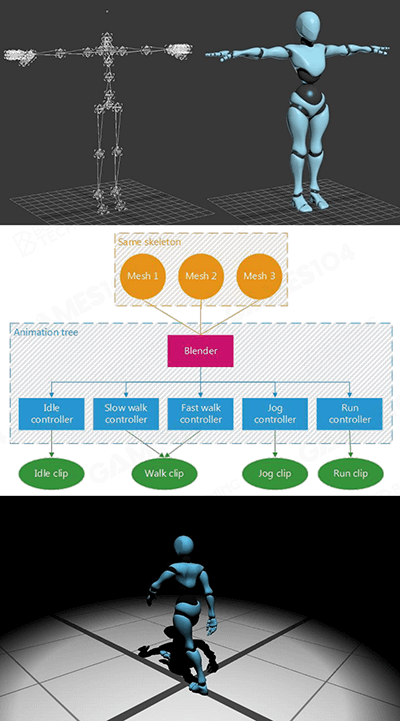 Same skeleton
Mesh 1
Mesh 2
Mesh 3
Animation tree
Blender
Idle
controller
Slow walk
controller
Fast walk
controller
Jog
controller
Run
controller
Idle clip
Walk clip
Jog clip
Run clip
GAMES104